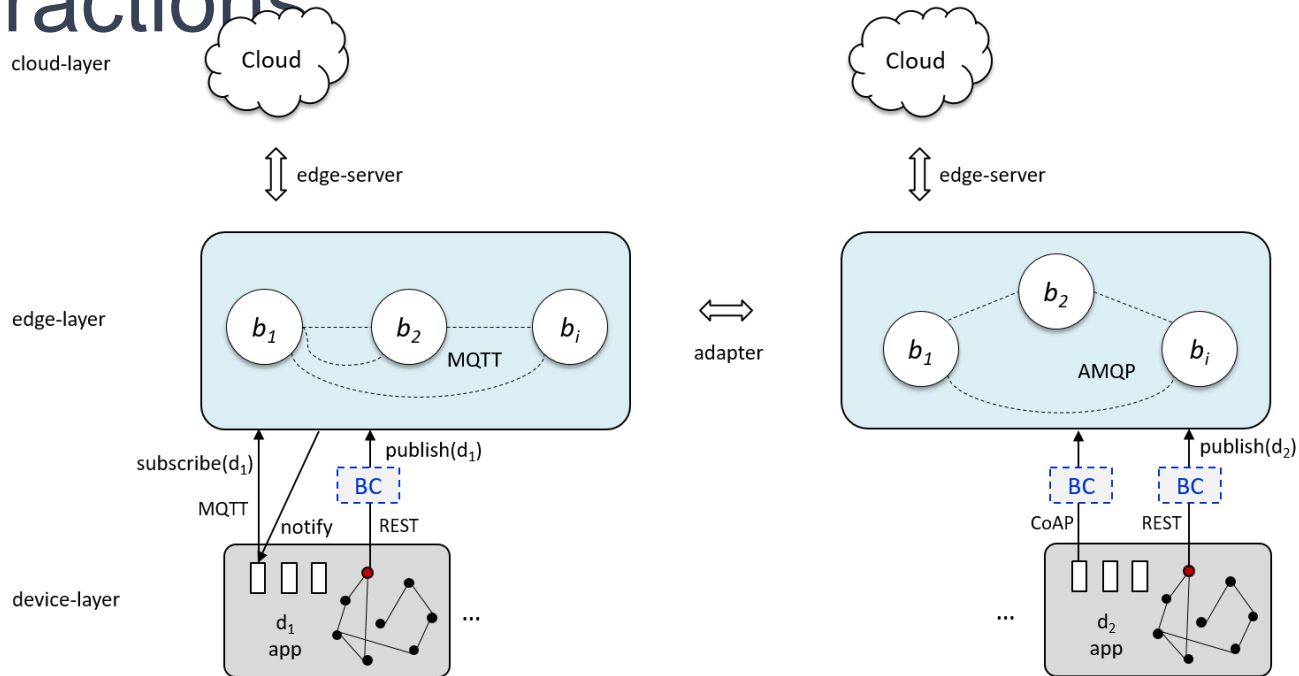 ractions
cloud-layer
Cloud
Cloud
edge-server
edge-server
edge-layer
b1
b2
bi
MQTT
adapter
b1
b2
bi
AMQP
subscribe(d1)
MQTT
notify
BC
publish(d1)
REST
BC
CoAP
BC
publish(d2)
REST
device-layer
d1
app
...
...
d2
app